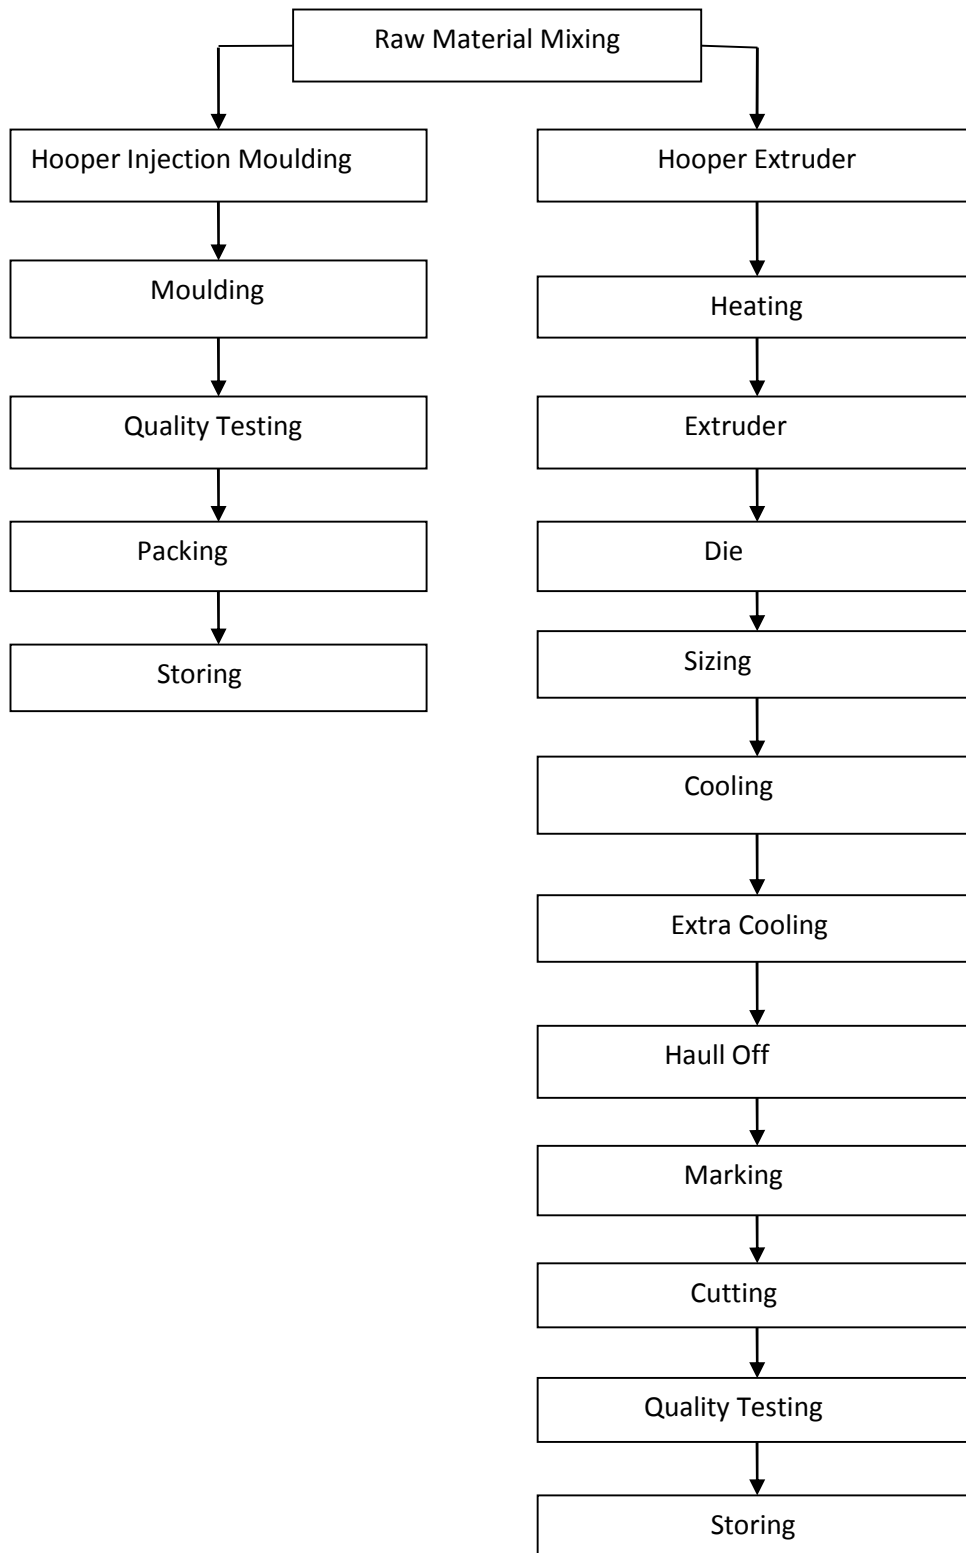 Raw Material Mixing
Hooper Injection Moulding
Moulding
Quality Testing
Packing
Storing
Hooper Extruder
Heating
Extruder
Die
Sizing
Cooling
Extra Cooling
Haull Off
Marking
Cutting
Quality Testing
Storing